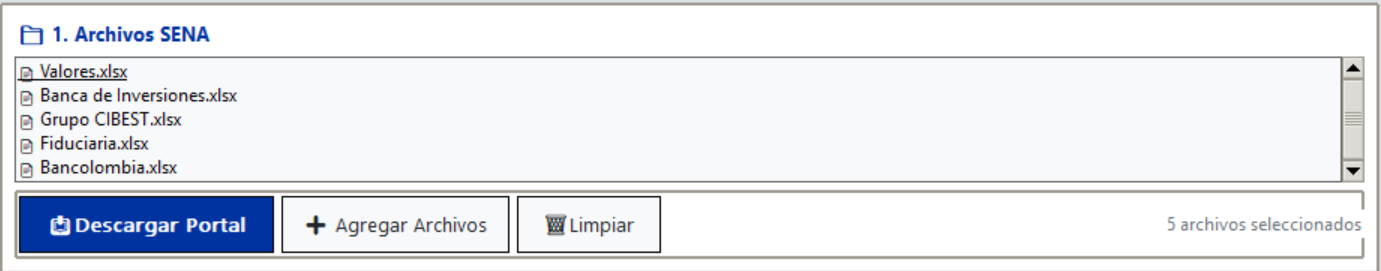 1. Archivos SENA
Valores.xlsx
Banca de Inversiones.xlsx
Grupo CIBEST.xlsx
Fiduciaria.xlsx
Bancolombia.xlsx
Descargar Portal
+ Agregar Archivos
Limpiar
5 archivos seleccionados